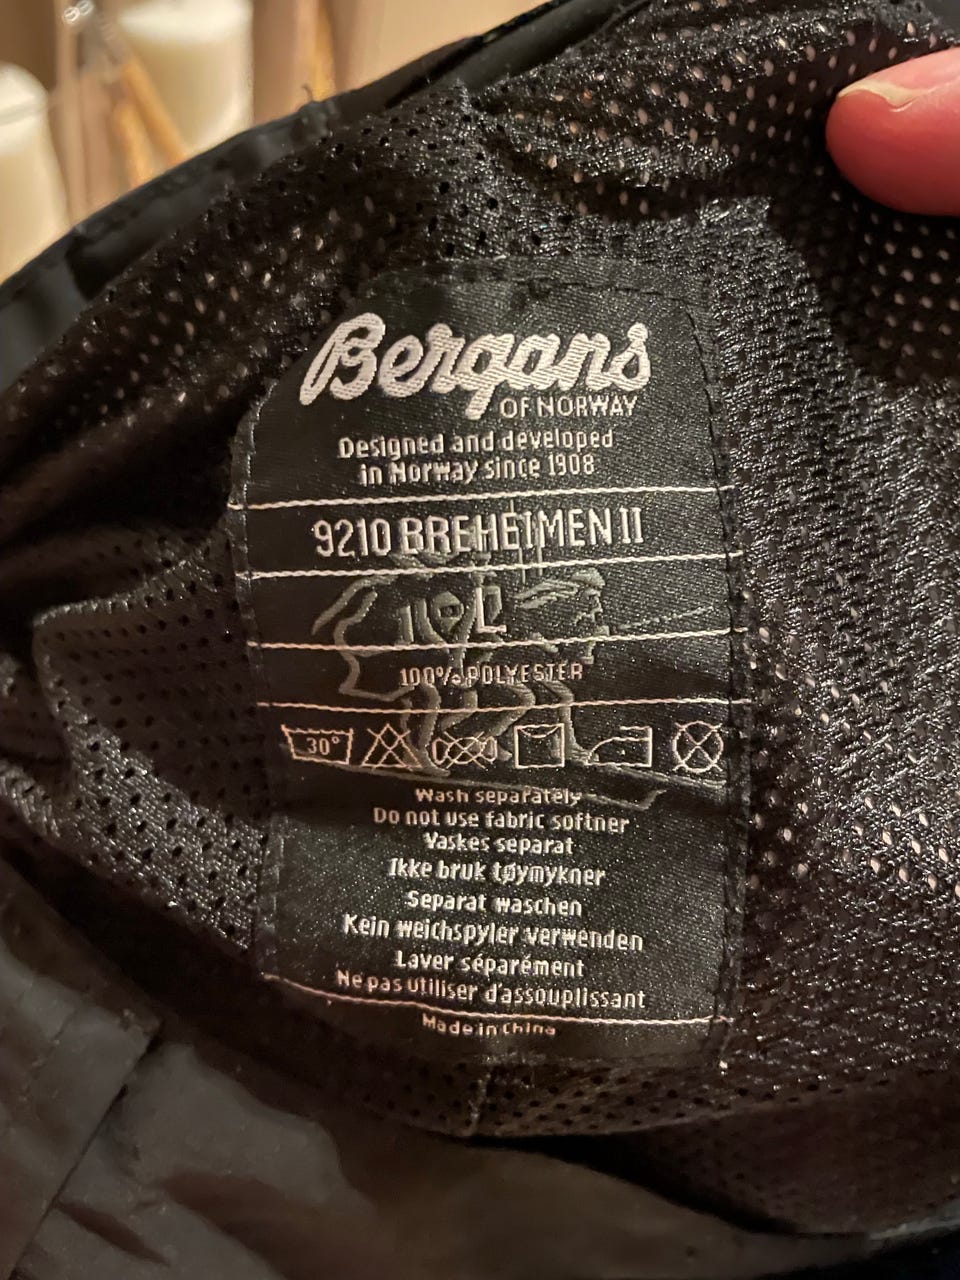 Bergans
OF NORWAY
Designed and developed
in Norway since 1908
9210 BREHEIMEN II
L
100% POLYESTER
30°
Wash separately
Do not use fabric softner
Vaskes separat
Ikke bruk tøymykner
Separat waschen
Kein weichspyler verwenden
Laver séparément
Ne pas utiliser d'assouplissant
Made in China